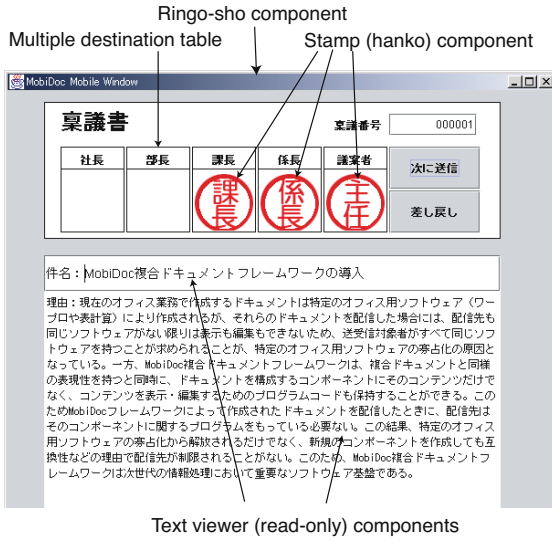 Ringo-sho component
Multiple destination table
Stamp (hanko) component
MobiDoc Mobile Window
稟議書
稟議番号
000001
社長 部長 課長 係長 議案者
課長 係長 主任
次に送信
差し戻し
件名：MobiDoc複合ドキュメントフレームワークの導入
理由：現在のオフィス業務で作成するドキュメントは特定のオフィス用ソフトウェア（ワー
プロや表計算）により作成されるが、それらのドキュメントを配信した場合には、配信先も
同じソフトウェアがない限りは表示も編集もできないため、送受信対象者がすべて同じソフ
トウェアを持つことが求められることが、特定のオフィス用ソフトウェアの寡占化の原因と
なっている。一方、MobiDoc複合ドキュメントフレームワークは、複合ドキュメントと同様
の表現性を持つと同時に、ドキュメントを構成するコンポーネントにそのコンテンツだけで
なく、コンテンツを表示・編集するためのプログラムコードも保持することができる。この
ためMobiDocフレームワークによって作成されたドキュメントを配信したときに、配信先は
そのコンポーネントに関するプログラムをもっている必要ない。この結果、特定のオフィス
用ソフトウェアの寡占化から解放されるだけでなく、新規のコンポーネントを作成しても互
換性などの理由で配信先が制限されることがない。このため、MobiDoc複合ドキュメントフ
レームワークは次世代の情報処理において重要なソフトウェア基盤である。
Text viewer (read-only) components